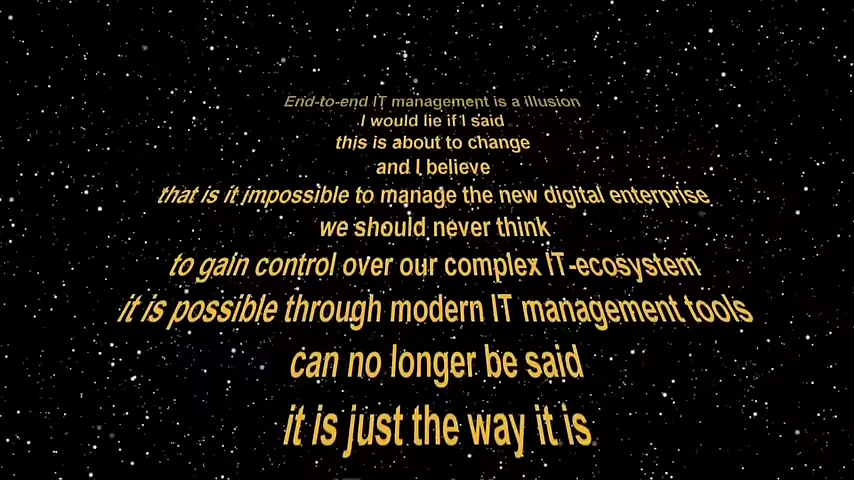 End-to-end IT management is a illusion
I would lie if I said
this is about to change
and I believe
that is it impossible to manage the new digital enterprise
we should never think
to gain control over our complex IT-ecosystem
it is possible through modern IT management tools
can no longer be said
it is just the way it is